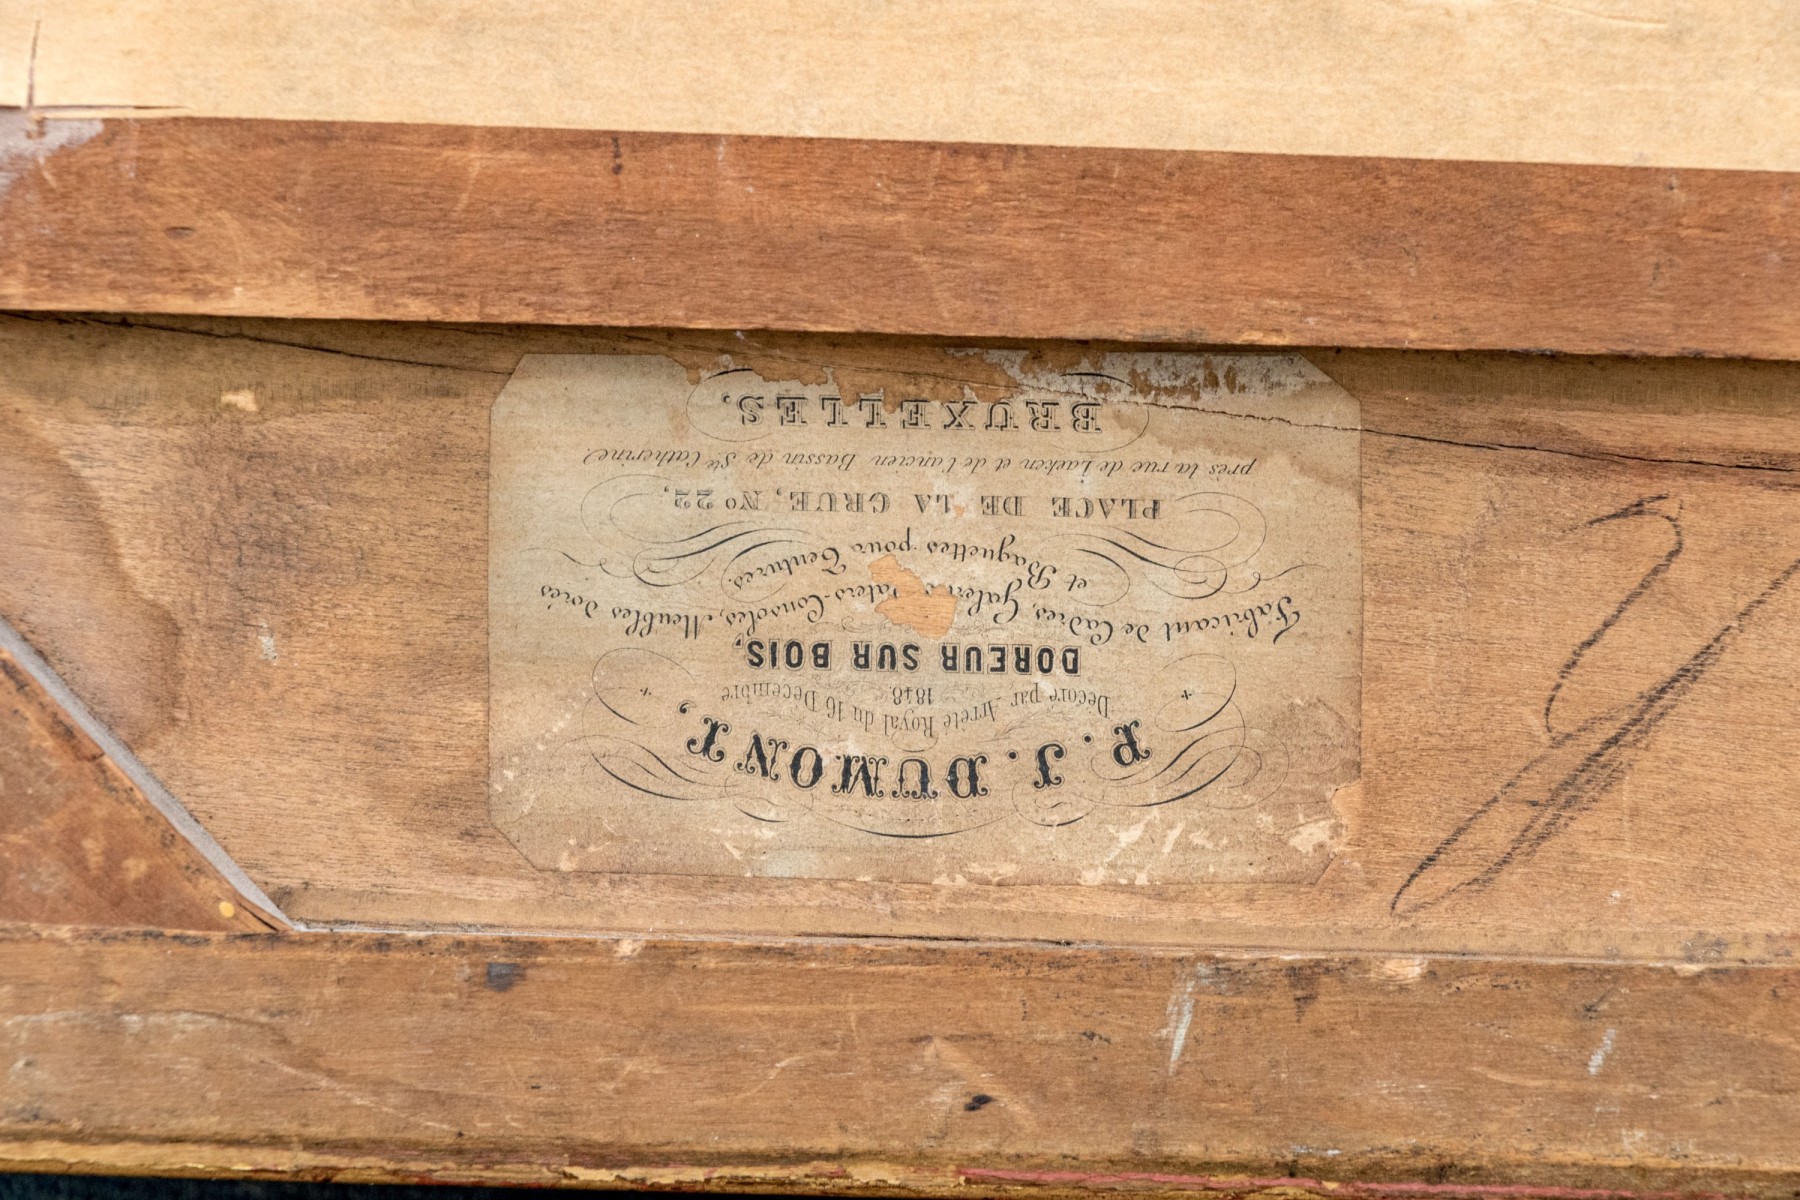 P. J. DUMONT,
Décoré par Arrêté Royal du 16 Décembre
1848.
DOREUR SUR BOIS,
Fabricant de Cadres, Consoles, Meubles dorés
et Baguettes pour Tentures.
PLACE DE LA GRUE, No 22,
près la rue de Laeken et de l'ancien Bassin de Ste Catherine
BRUXELLES.